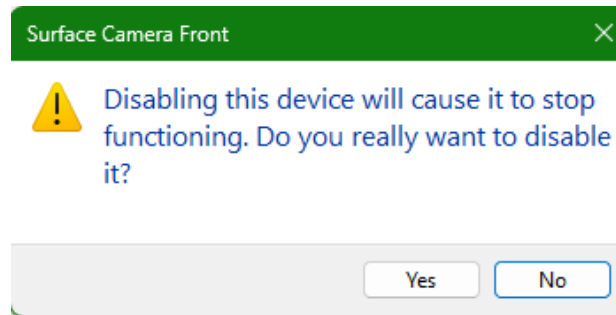 Surface Camera Front
Disabling this device will cause it to stop
functioning. Do you really want to disable
it?
Yes
No